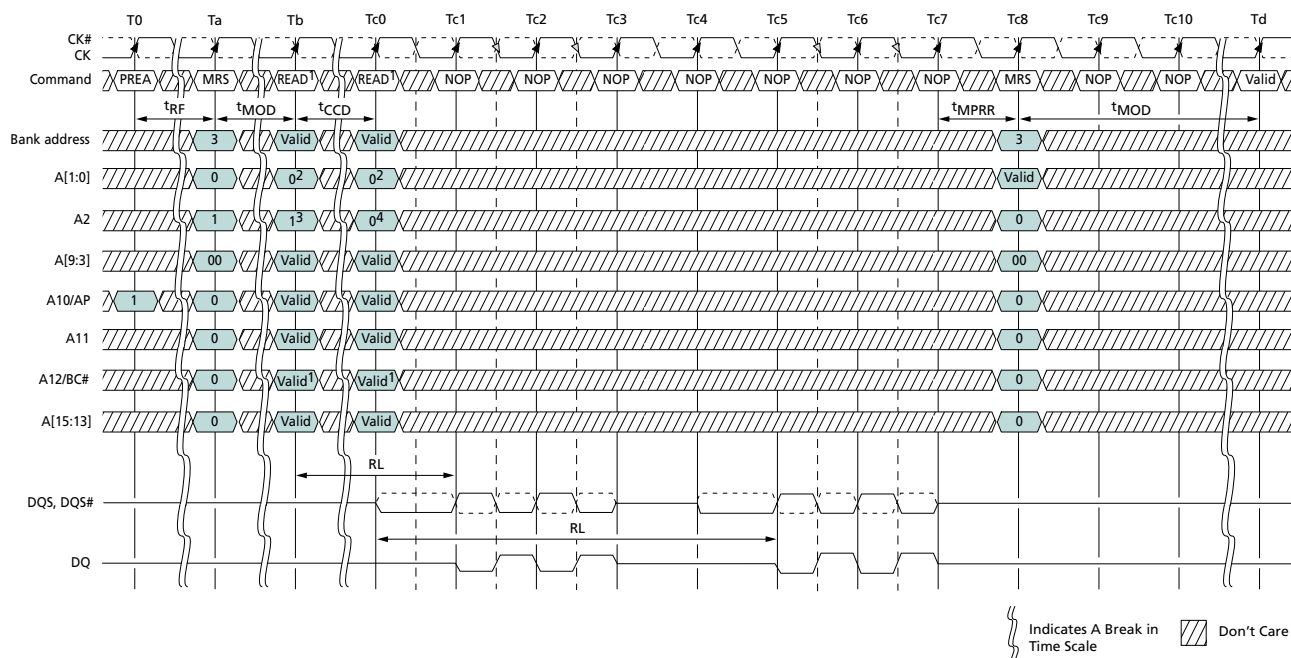 T0 Ta Tb Tc0 Tc1 Tc2 Tc3 Tc4 Tc5 Tc6 Tc7 Tc8 Tc9 Tc10 Td
CK#
CK
Command PREA MRS READ1 READ1 NOP NOP NOP NOP NOP NOP NOP MRS NOP NOP Valid
tRF tMOD tCCD tMPRR tMOD
Bank address 3 Valid Valid 3
A[1:0] 0 02 02 Valid
A2 1 13 04 0
A[9:3] 00 Valid Valid 00
A10/AP 1 0 Valid Valid 0
A11 0 Valid Valid 0
A12/BC# 0 Valid1 Valid1 0
A[15:13] 0 Valid Valid 0
RL
DQS, DQS#
RL
DQ
Indicates A Break in
Time Scale
Don't Care